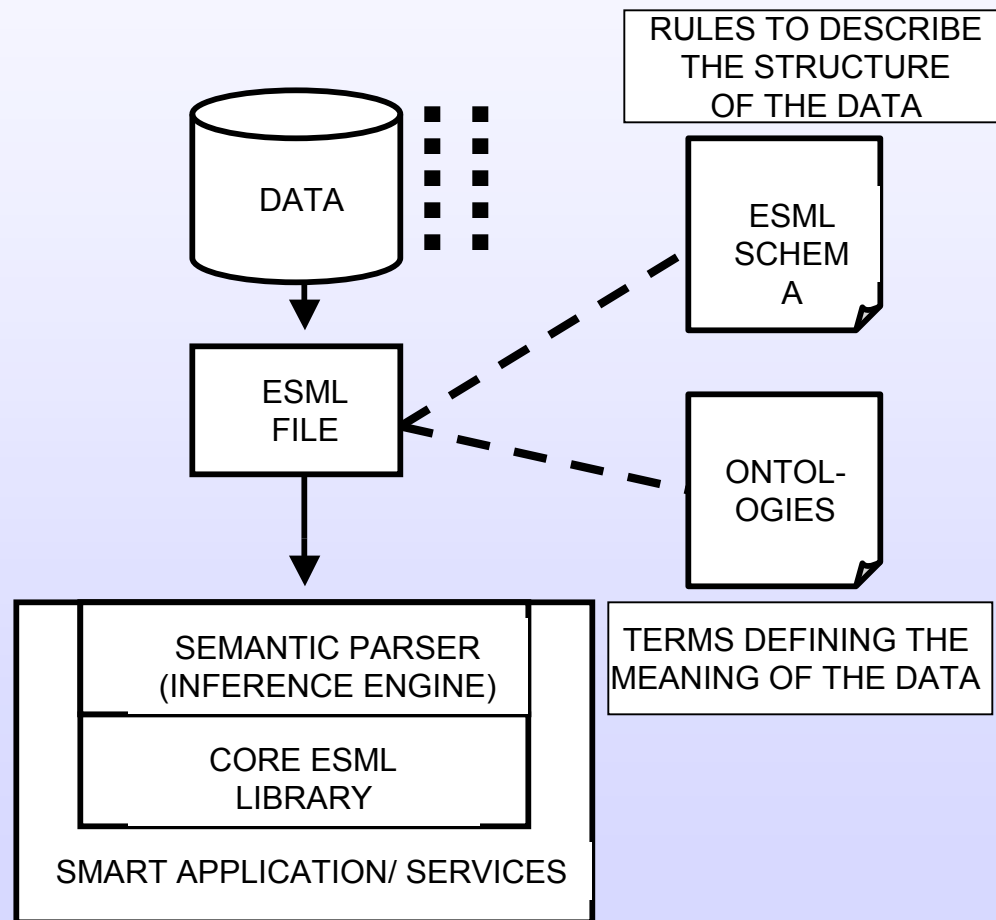 RULES TO DESCRIBE
THE STRUCTURE
OF THE DATA
DATA
ESML
SCHEM
A
ESML
FILE
ONTOL-
OGIES
TERMS DEFINING THE
MEANING OF THE DATA
SEMANTIC PARSER
(INFERENCE ENGINE)
CORE ESML
LIBRARY
SMART APPLICATION/ SERVICES